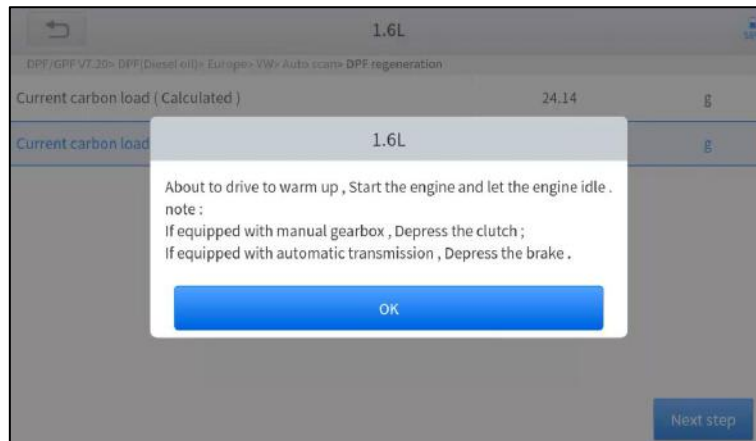 1.6L
DPF/GPF V7.20> DPF(Diesel oil)> Europe> VW> Auto scan> DPF regeneration
Current carbon load ( Calculated ) 24.14 g
Current carbon load g
1.6L
About to drive to warm up , Start the engine and let the engine idle .
note :
If equipped with manual gearbox , Depress the clutch ;
If equipped with automatic transmission , Depress the brake .
OK
Next step